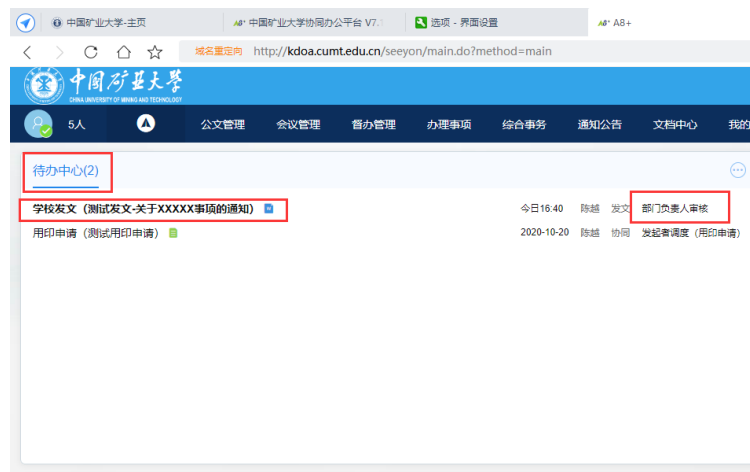 中国矿业大学-主页 A8+ 中国矿业大学协同办公平台 V7. 选项 - 界面设置 A8+ A8+
域名重定向 http://kdoa.cumt.edu.cn/seeyon/main.do?method=main
中国矿业大学
CHINA UNIVERSITY OF MINING AND TECHNOLOGY
5人 公文管理 会议管理 督办管理 办理事项 综合事务 通知公告 文档中心 我的
待办中心(2)
学校发文（测试发文-关于XXXXX事项的通知） 今日16:40 陈越 发文 部门负责人审核
用印申请（测试用印申请） 2020-10-20 陈越 协同 发起者调度（用印申请）